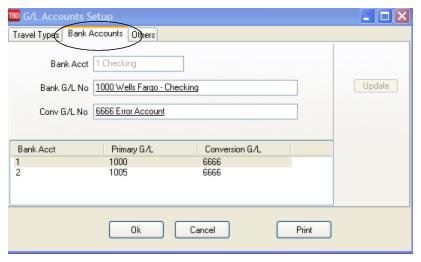 TBO G/L Accounts Setup
Travel Types Bank Accounts Others
Bank Acct 1 Checking
Bank G/L No 1000 Wells Fargo - Checking
Update
Conv G/L No 6666 Error Account
Bank Acct Primary G/L Conversion G/L
1 1000 6666
2 1005 6666
Ok Cancel Print